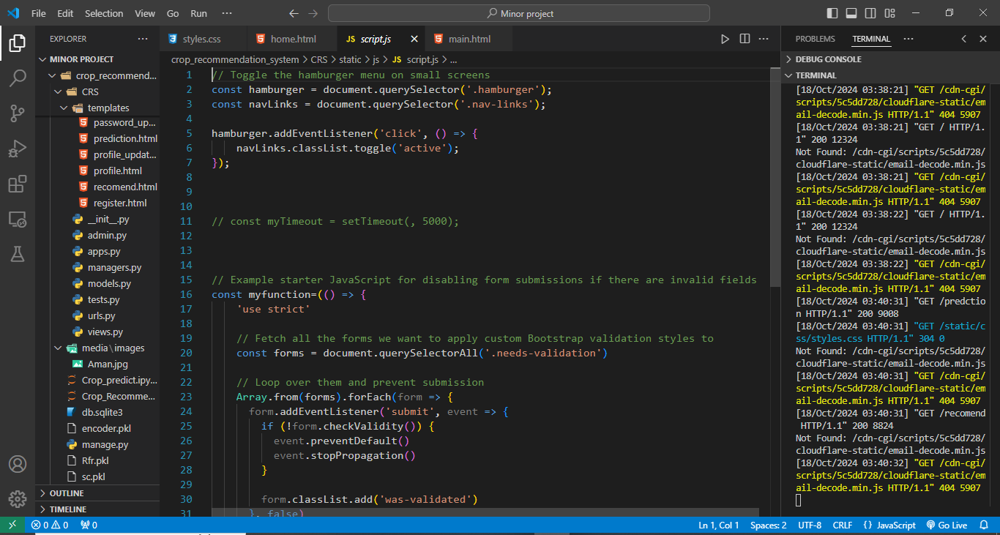 File Edit Selection View Go Run ··· Minor project
EXPLORER ···
MINOR PROJECT
crop_recommend...
CRS
templates
password_up...
prediction.html
profile_updat...
profile.html
recomend.html
register.html
__init__.py
admin.py
apps.py
managers.py
models.py
tests.py
urls.py
views.py
media\images
Aman.jpg
Crop_predict.ipy...
Crop_Recomme...
db.sqlite3
encoder.pkl
manage.py
Rfr.pkl
sc.pkl
OUTLINE
TIMELINE
styles.css home.html JS script.js main.html ···
crop_recommendation_system > CRS > static > js > JS script.js > ...
1 // Toggle the hamburger menu on small screens
2 const hamburger = document.querySelector('.hamburger');
3 const navLinks = document.querySelector('.nav-links');
4
5 hamburger.addEventListener('click', () => {
6 navLinks.classList.toggle('active');
7 });
8
9
10
11 // const myTimeout = setTimeout(, 5000);
12
13
14
15 // Example starter JavaScript for disabling form submissions if there are invalid fields
16 const myfunction=(() => {
17 'use strict'
18
19 // Fetch all the forms we want to apply custom Bootstrap validation styles to
20 const forms = document.querySelectorAll('.needs-validation')
21
22 // Loop over them and prevent submission
23 Array.from(forms).forEach(form => {
24 form.addEventListener('submit', event => {
25 if (!form.checkValidity()) {
26 event.preventDefault()
27 event.stopPropagation()
28 }
29
30 form.classList.add('was-validated')
31 }, false)
PROBLEMS TERMINAL ···
DEBUG CONSOLE
TERMINAL
[18/Oct/2024 03:38:21] "GET /cdn-cgi/
scripts/5c5dd728/cloudflare-static/em
ail-decode.min.js HTTP/1.1" 404 5907
[18/Oct/2024 03:38:21] "GET / HTTP/1.
1" 200 12324
Not Found: /cdn-cgi/scripts/5c5dd728/
cloudflare-static/email-decode.min.js
[18/Oct/2024 03:38:21] "GET /cdn-cgi/
scripts/5c5dd728/cloudflare-static/em
ail-decode.min.js HTTP/1.1" 404 5907
[18/Oct/2024 03:38:22] "GET / HTTP/1.
1" 200 12324
Not Found: /cdn-cgi/scripts/5c5dd728/
cloudflare-static/email-decode.min.js
[18/Oct/2024 03:38:22] "GET /cdn-cgi/
scripts/5c5dd728/cloudflare-static/em
ail-decode.min.js HTTP/1.1" 404 5907
[18/Oct/2024 03:40:31] "GET /predctio
n HTTP/1.1" 200 9008
[18/Oct/2024 03:40:31] "GET /static/c
ss/styles.css HTTP/1.1" 304 0
Not Found: /cdn-cgi/scripts/5c5dd728/
cloudflare-static/email-decode.min.js
[18/Oct/2024 03:40:31] "GET /cdn-cgi/
scripts/5c5dd728/cloudflare-static/em
ail-decode.min.js HTTP/1.1" 404 5907
[18/Oct/2024 03:40:31] "GET /recomend
HTTP/1.1" 200 8824
Not Found: /cdn-cgi/scripts/5c5dd728/
cloudflare-static/email-decode.min.js
[18/Oct/2024 03:40:32] "GET /cdn-cgi/
scripts/5c5dd728/cloudflare-static/em
ail-decode.min.js HTTP/1.1" 404 5907
0 0 0 Ln 1, Col 1 Spaces: 2 UTF-8 CRLF {} JavaScript Go Live